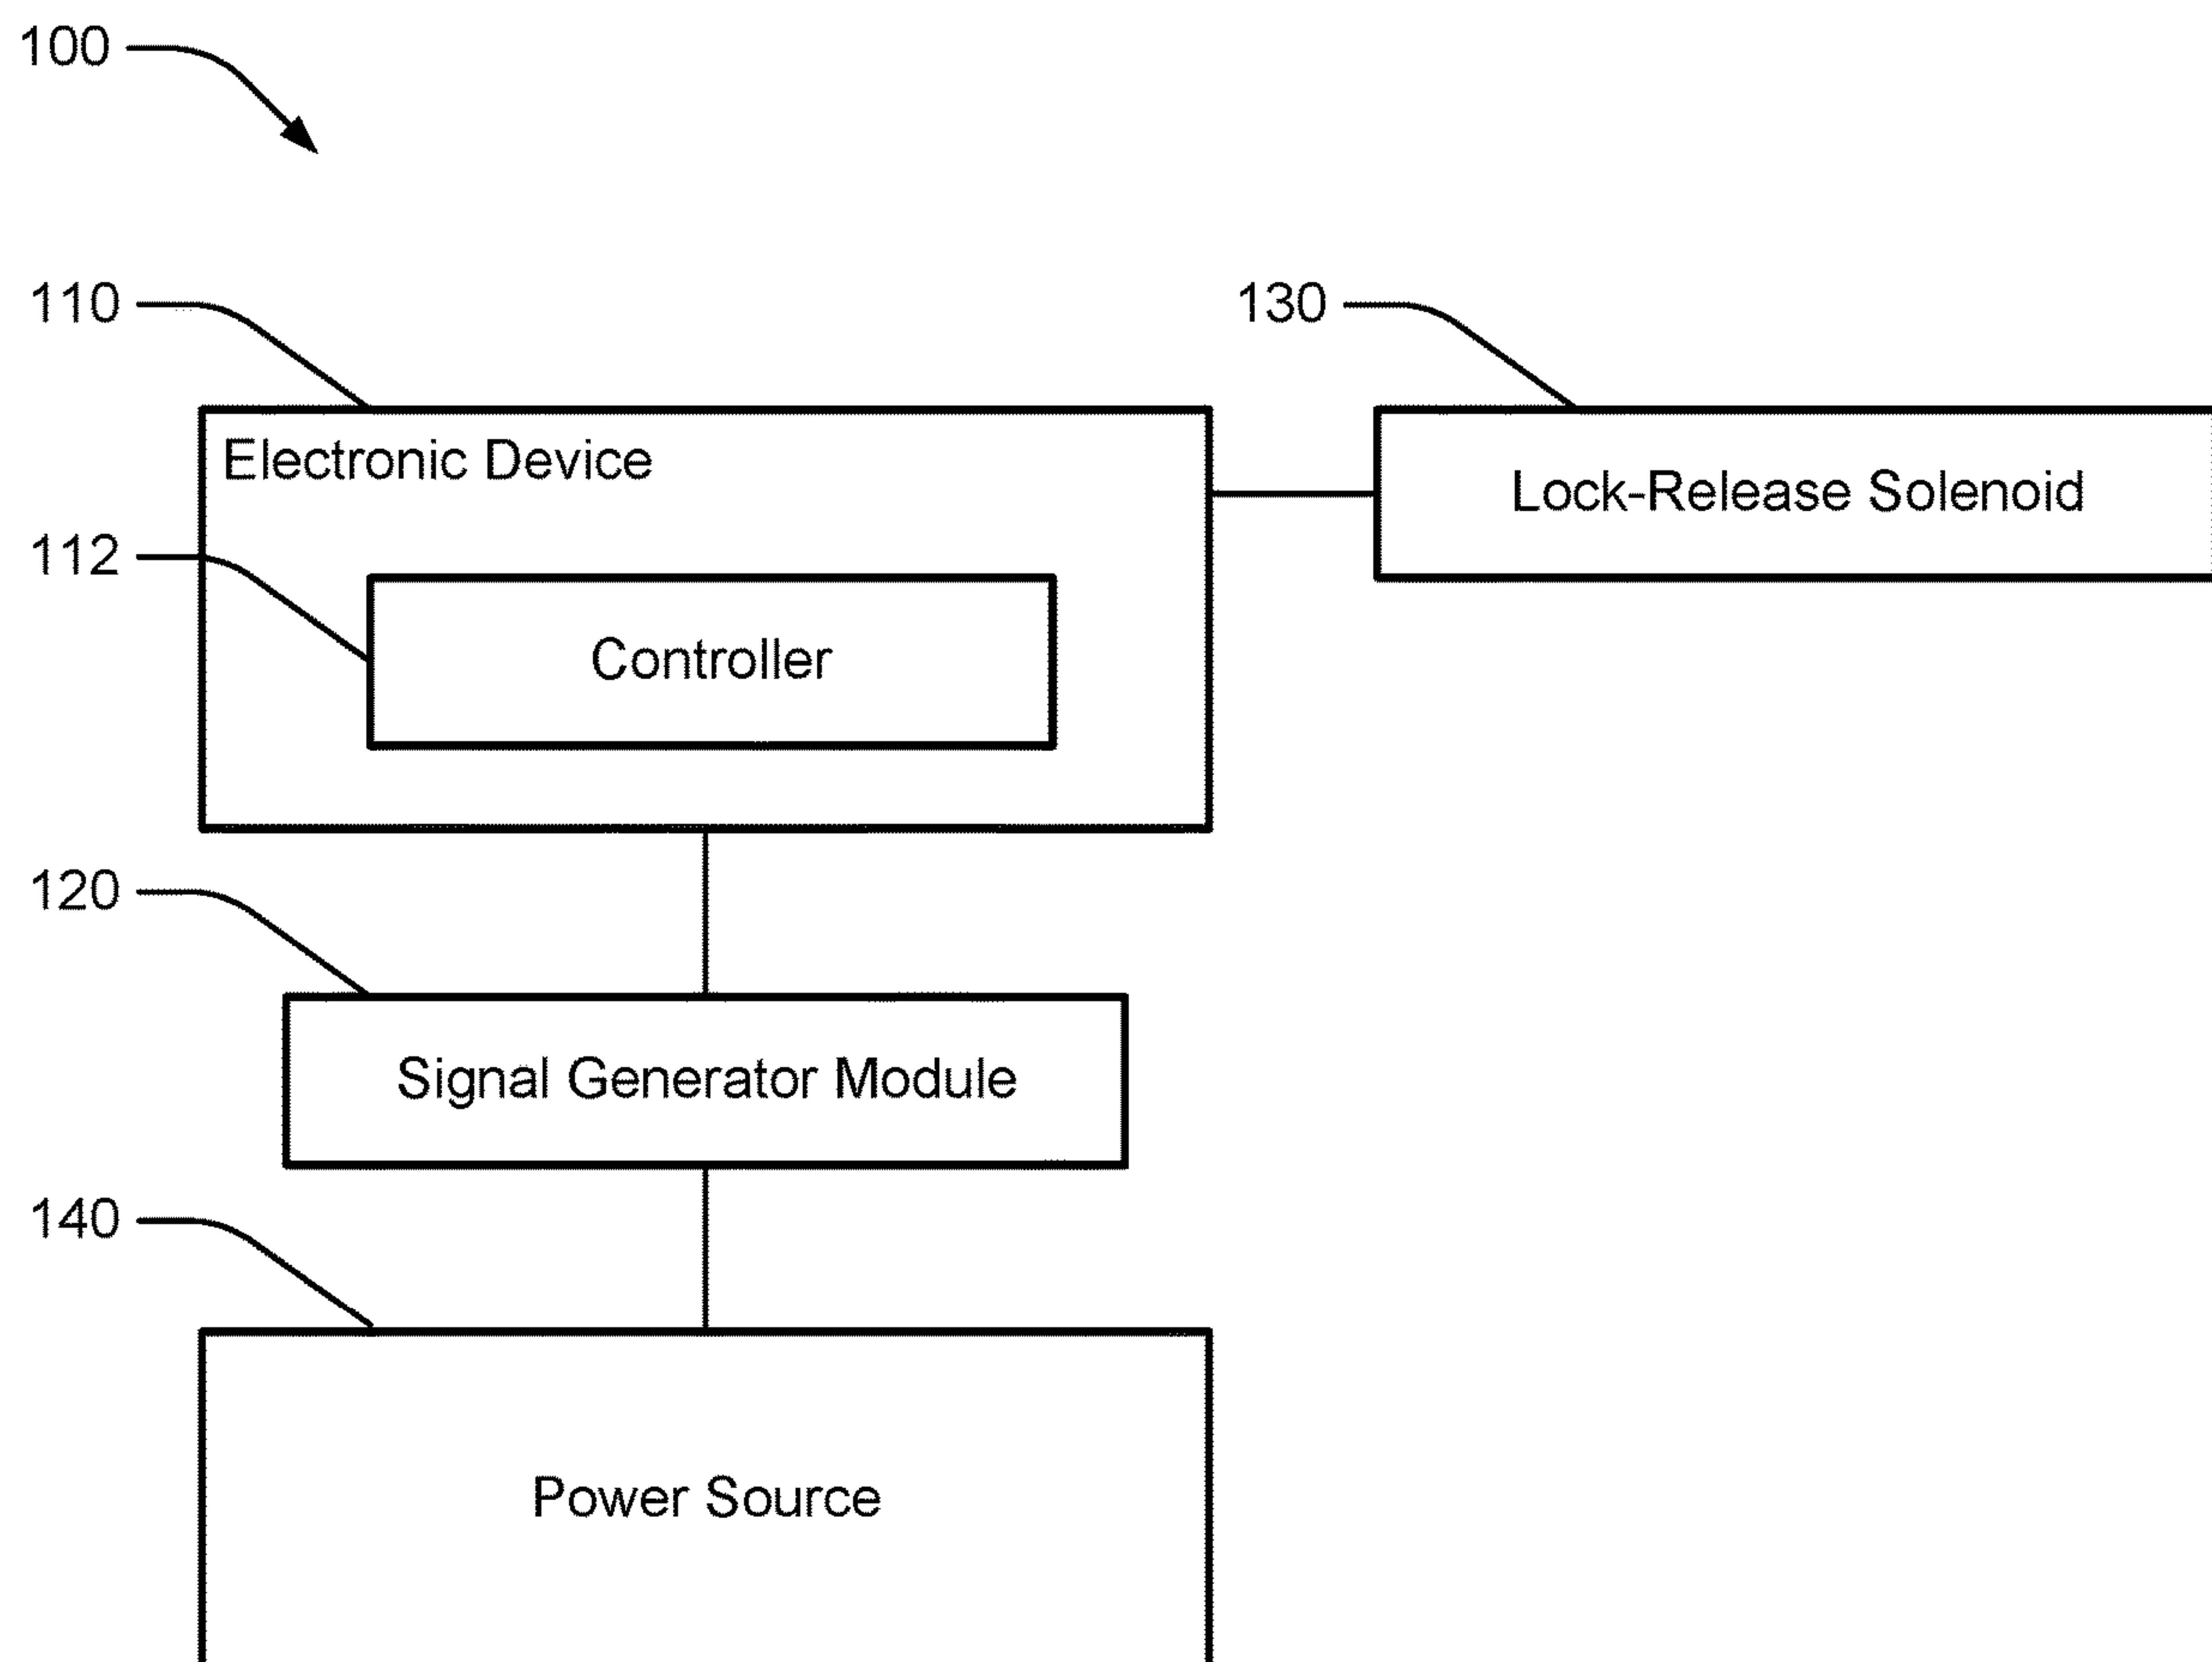 100
110
130
Electronic Device
Lock-Release Solenoid
112
Controller
120
Signal Generator Module
140
Power Source